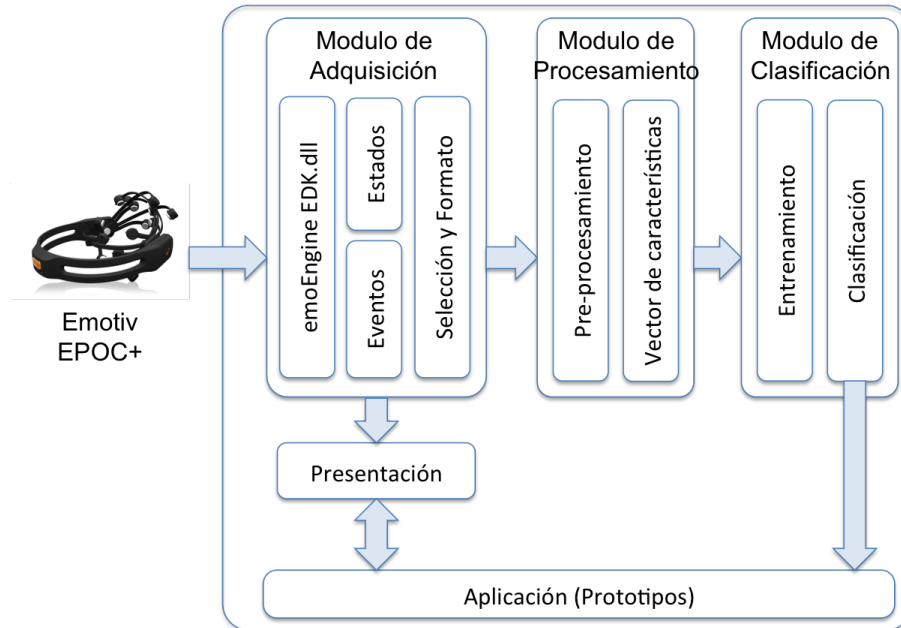 Modulo de
Adquisición
emoEngine EDK.dll
Estados
Eventos
Selección y Formato
Modulo de
Procesamiento
Pre-procesamiento
Vector de características
Modulo de
Clasificación
Entrenamiento
Clasificación
Emotiv
EPOC+
Presentación
Aplicación (Prototipos)